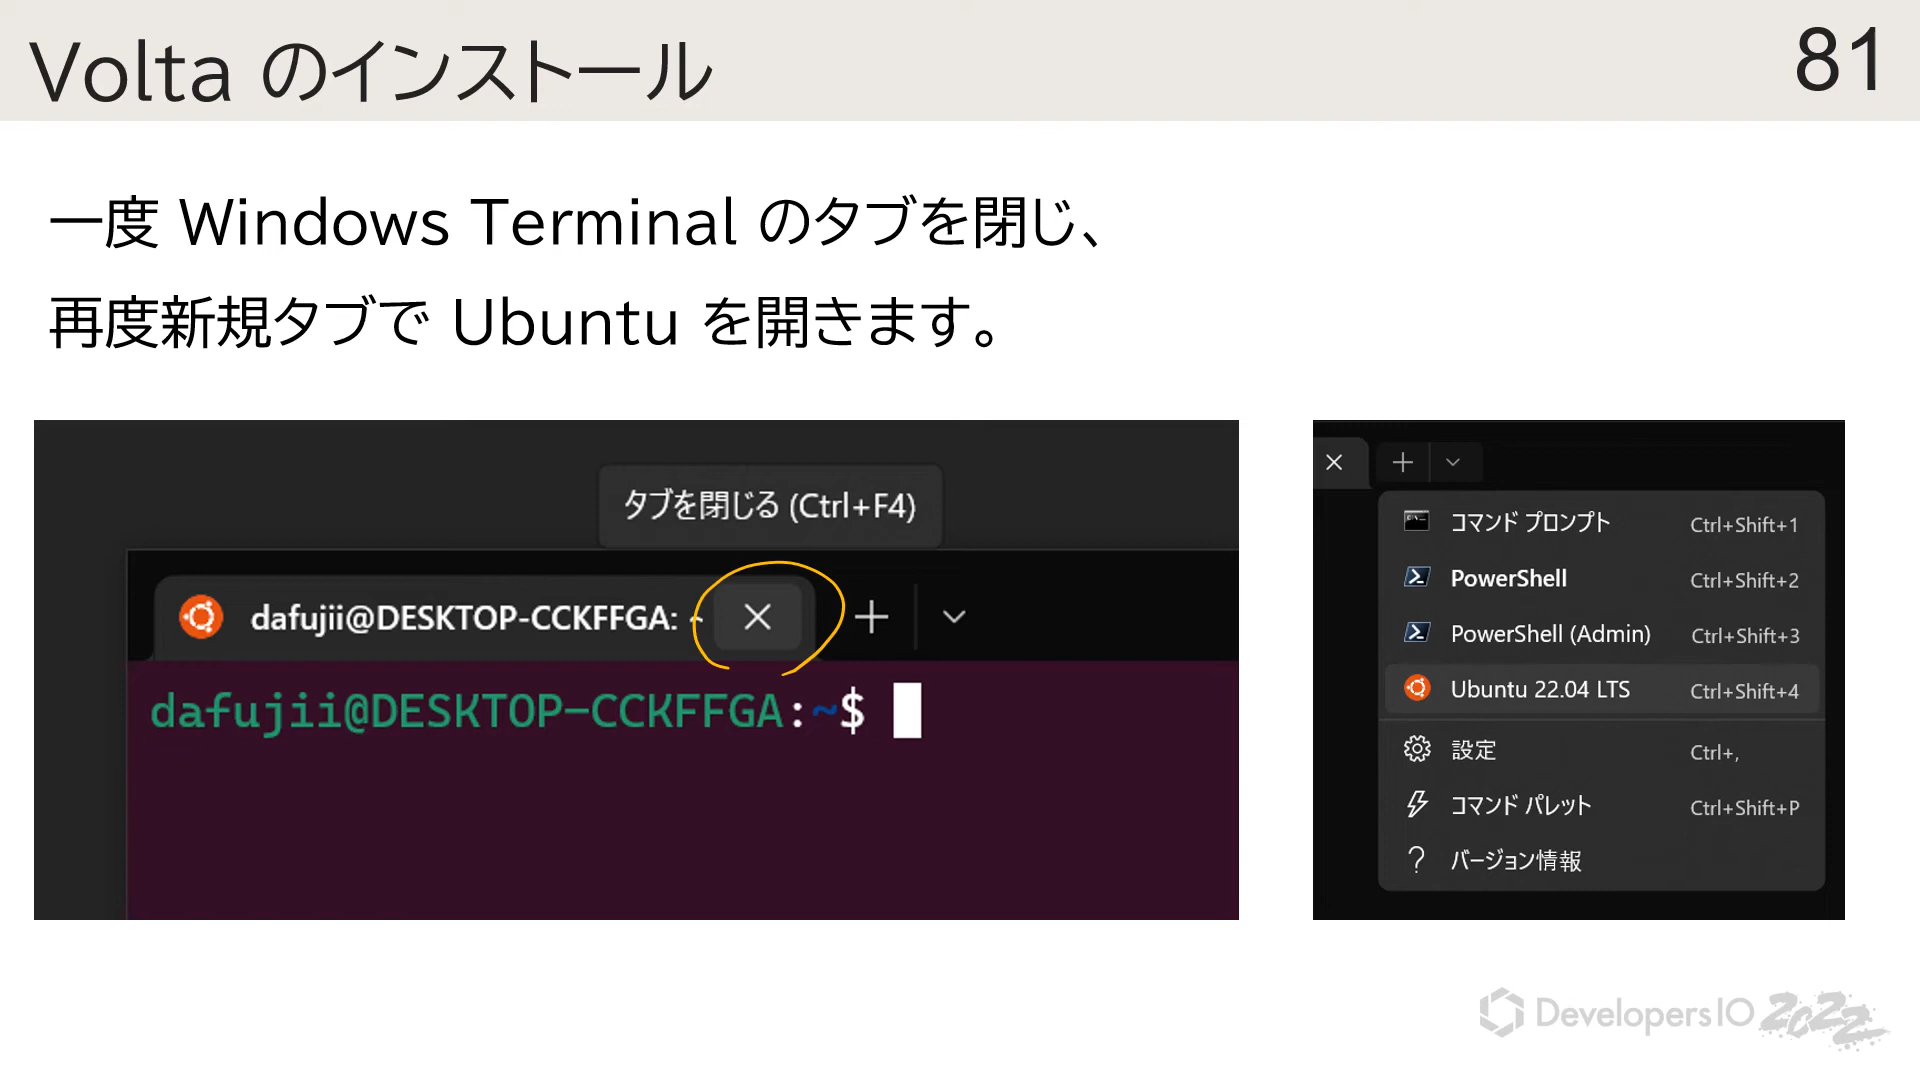 Volta のインストール
81
一度 Windows Terminal のタブを閉じ、
再度新規タブで Ubuntu を開きます。
タブを閉じる (Ctrl+F4)
dafujii@DESKTOP-CCKFFGA: ~
dafujii@DESKTOP-CCKFFGA:~$
コマンド プロンプト Ctrl+Shift+1
PowerShell Ctrl+Shift+2
PowerShell (Admin) Ctrl+Shift+3
Ubuntu 22.04 LTS Ctrl+Shift+4
設定 Ctrl+,
コマンド パレット Ctrl+Shift+P
バージョン情報
DevelopersIO 2022